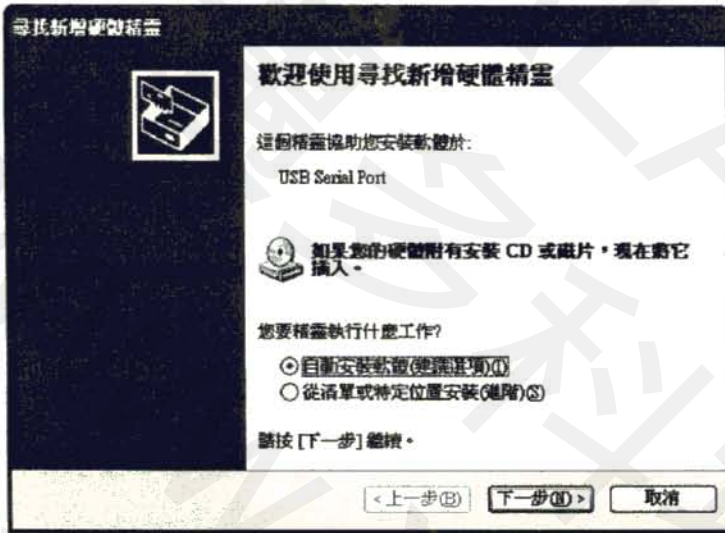 尋找新增硬體精靈
歡迎使用尋找新增硬體精靈
這個精靈協助您安裝軟體於:
USB Serial Port
如果您的硬體附有安裝 CD 或磁片，現在將它
插入。
您要精靈執行什麼工作?
自動安裝軟體(建議選項)(I)
從清單或特定位置安裝(進階)(S)
請按 [下一步] 繼續。
<上一步(B)
下一步(N)>
取消